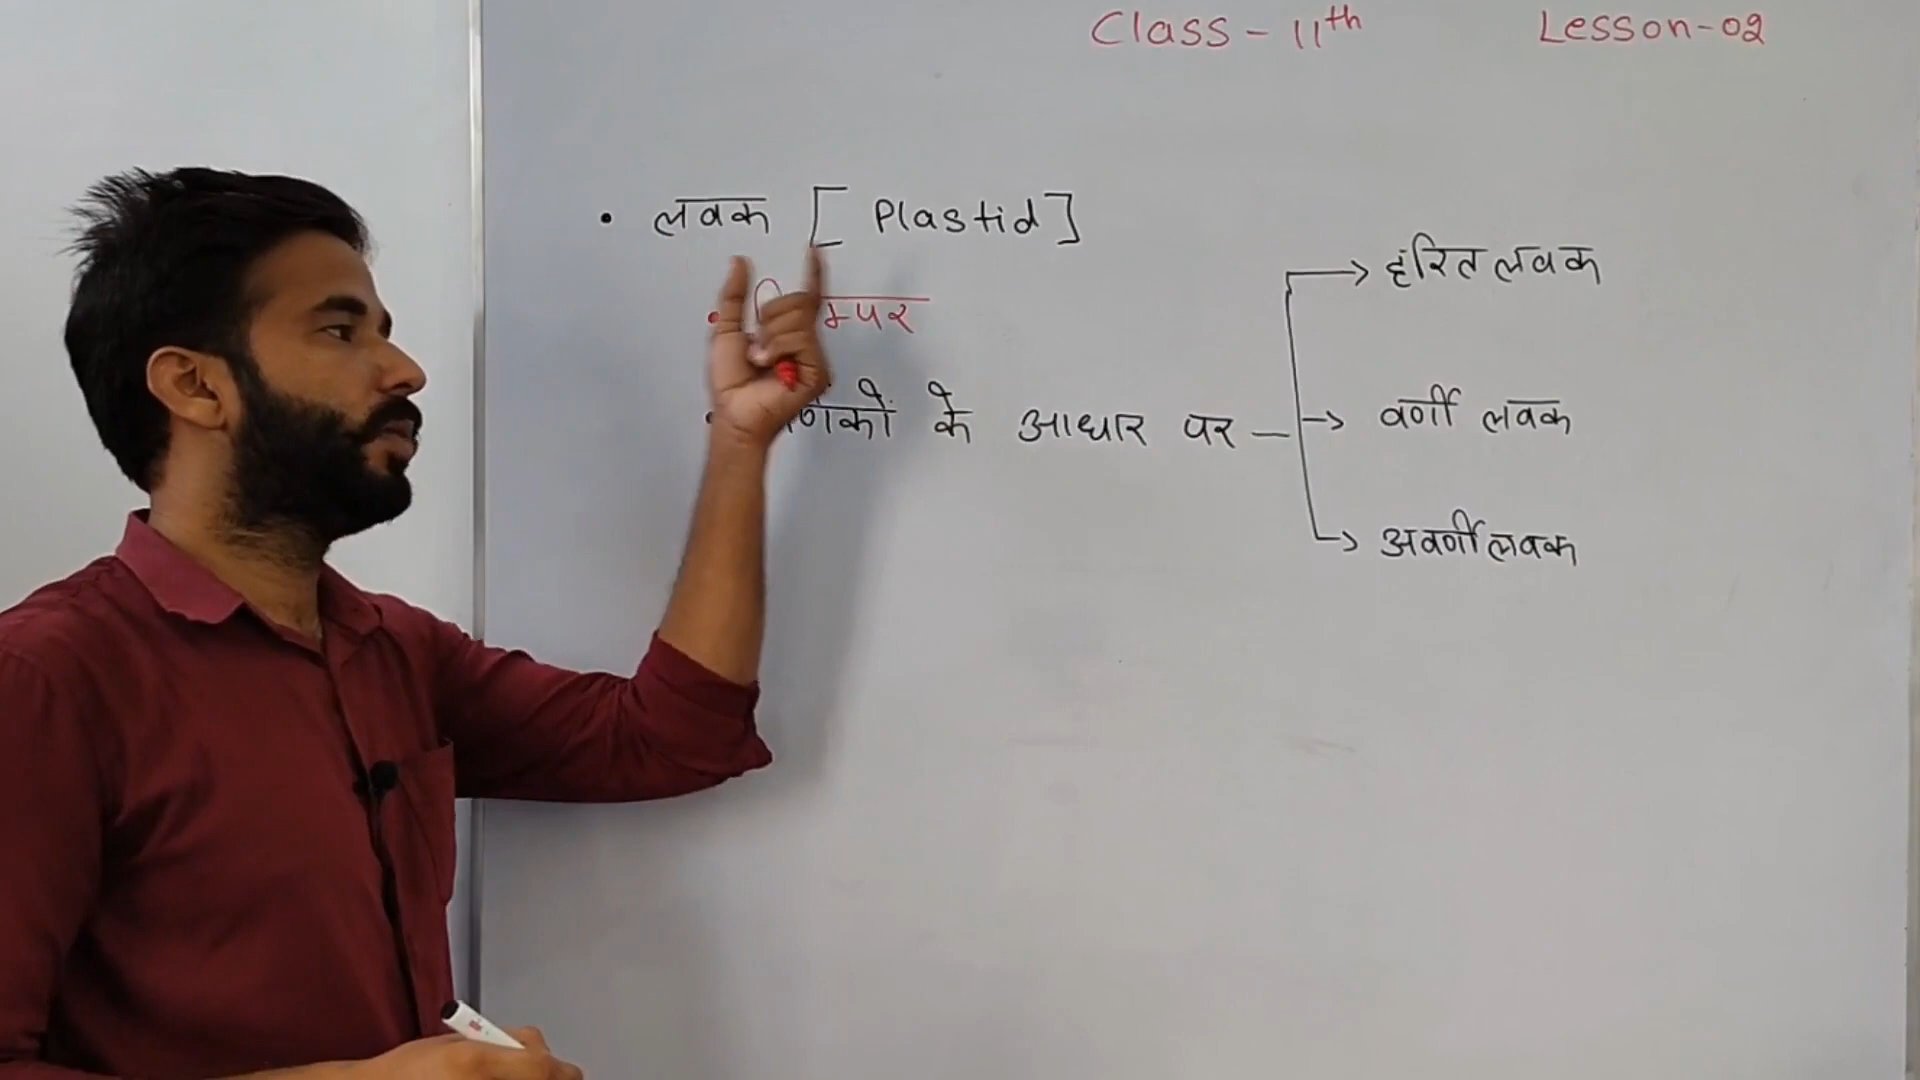 Class - 11th Lesson-02
• लवक [ Plastid ]
•
• के आधार पर —
→ हरित लवक
→ वर्णी लवक
→ अवर्णी लवक